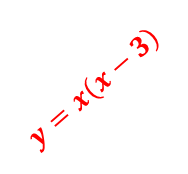 y = x(x − 3)